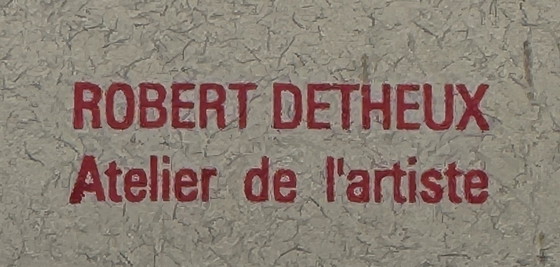 ROBERT DETHEUX
Atelier de l'artiste